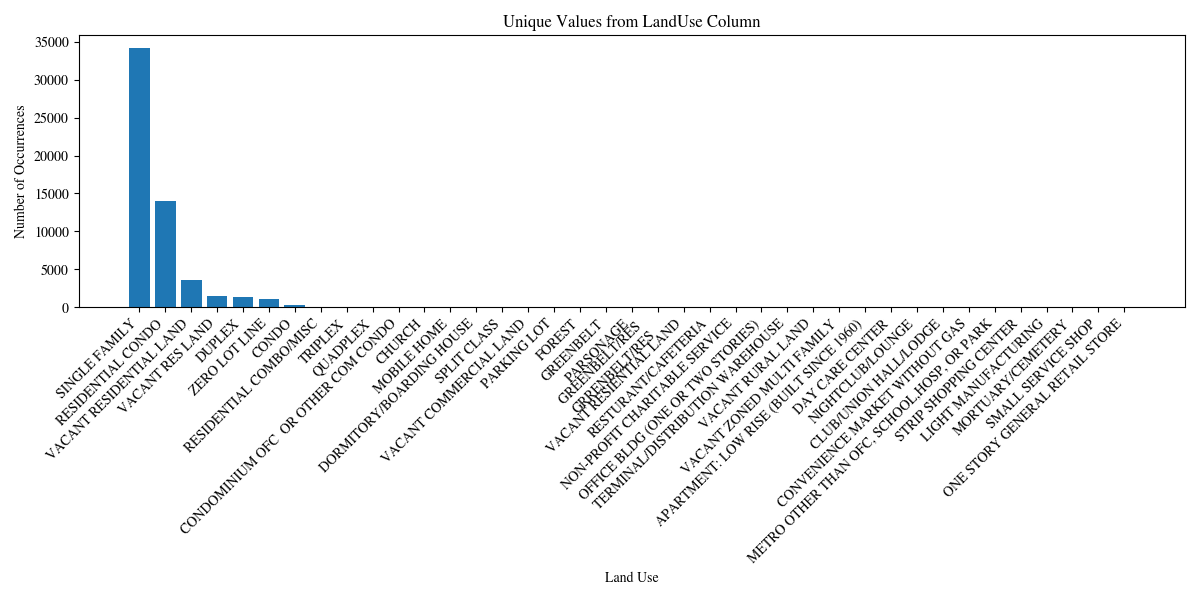 Unique Values from LandUse Column
Number of Occurrences
35000
30000
25000
20000
15000
10000
5000
0
SINGLE FAMILY
RESIDENTIAL CONDO
VACANT RESIDENTIAL LAND
VACANT RES LAND
DUPLEX
ZERO LOT LINE
CONDO
RESIDENTIAL COMBO/MISC
TRIPLEX
QUADPLEX
CONDOMINIUM OFC  OR OTHER COM CONDO
CHURCH
MOBILE HOME
DORMITORY/BOARDING HOUSE
SPLIT CLASS
VACANT COMMERCIAL LAND
PARKING LOT
FOREST
GREENBELT
PARSONAGE
GREENBELT/RES
GRRENBELT/RES
VACANT RESIENTIAL LAND
RESTURANT/CAFETERIA
NON-PROFIT CHARITABLE SERVICE
OFFICE BLDG (ONE OR TWO STORIES)
TERMINAL/DISTRIBUTION WAREHOUSE
VACANT RURAL LAND
VACANT ZONED MULTI FAMILY
APARTMENT: LOW RISE (BUILT SINCE 1960)
DAY CARE CENTER
NIGHTCLUB/LOUNGE
CLUB/UNION HALL/LODGE
CONVENIENCE MARKET WITHOUT GAS
METRO OTHER THAN OFC, SCHOOL,HOSP, OR PARK
STRIP SHOPPING CENTER
LIGHT MANUFACTURING
MORTUARY/CEMETERY
SMALL SERVICE SHOP
ONE STORY GENERAL RETAIL STORE
Land Use